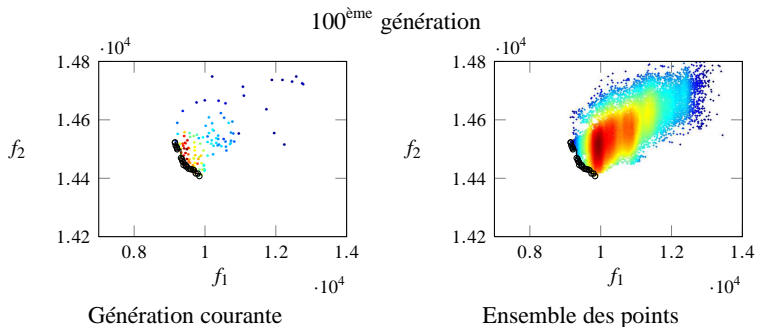 100ème génération
·10⁴
1.48
1.46
f₂
1.44
1.42
0.8 1 1.2 1.4
f₁
·10⁴
Génération courante
·10⁴
1.48
1.46
f₂
1.44
1.42
0.8 1 1.2 1.4
f₁
·10⁴
Ensemble des points